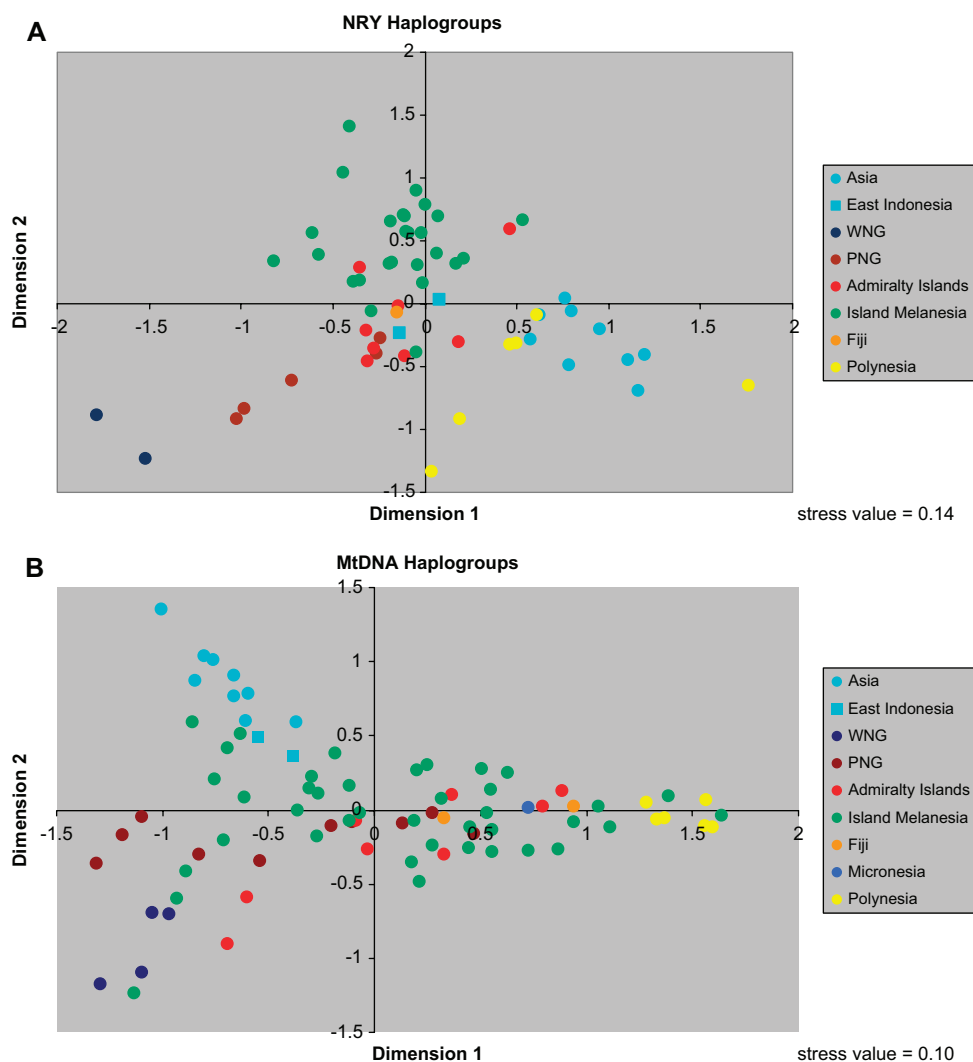 A
NRY Haplogroups
2
1.5
1
0.5
0
-2 -1.5 -1 -0.5 0 0.5 1 1.5 2
-0.5
-1
-1.5
Dimension 2
Dimension 1
Asia
East Indonesia
WNG
PNG
Admiralty Islands
Island Melanesia
Fiji
Polynesia
stress value = 0.14
B
MtDNA Haplogroups
1.5
1
0.5
0
-1.5 -1 -0.5 0 0.5 1 1.5 2
-0.5
-1
-1.5
Dimension 2
Dimension 1
Asia
East Indonesia
WNG
PNG
Admiralty Islands
Island Melanesia
Fiji
Micronesia
Polynesia
stress value = 0.10